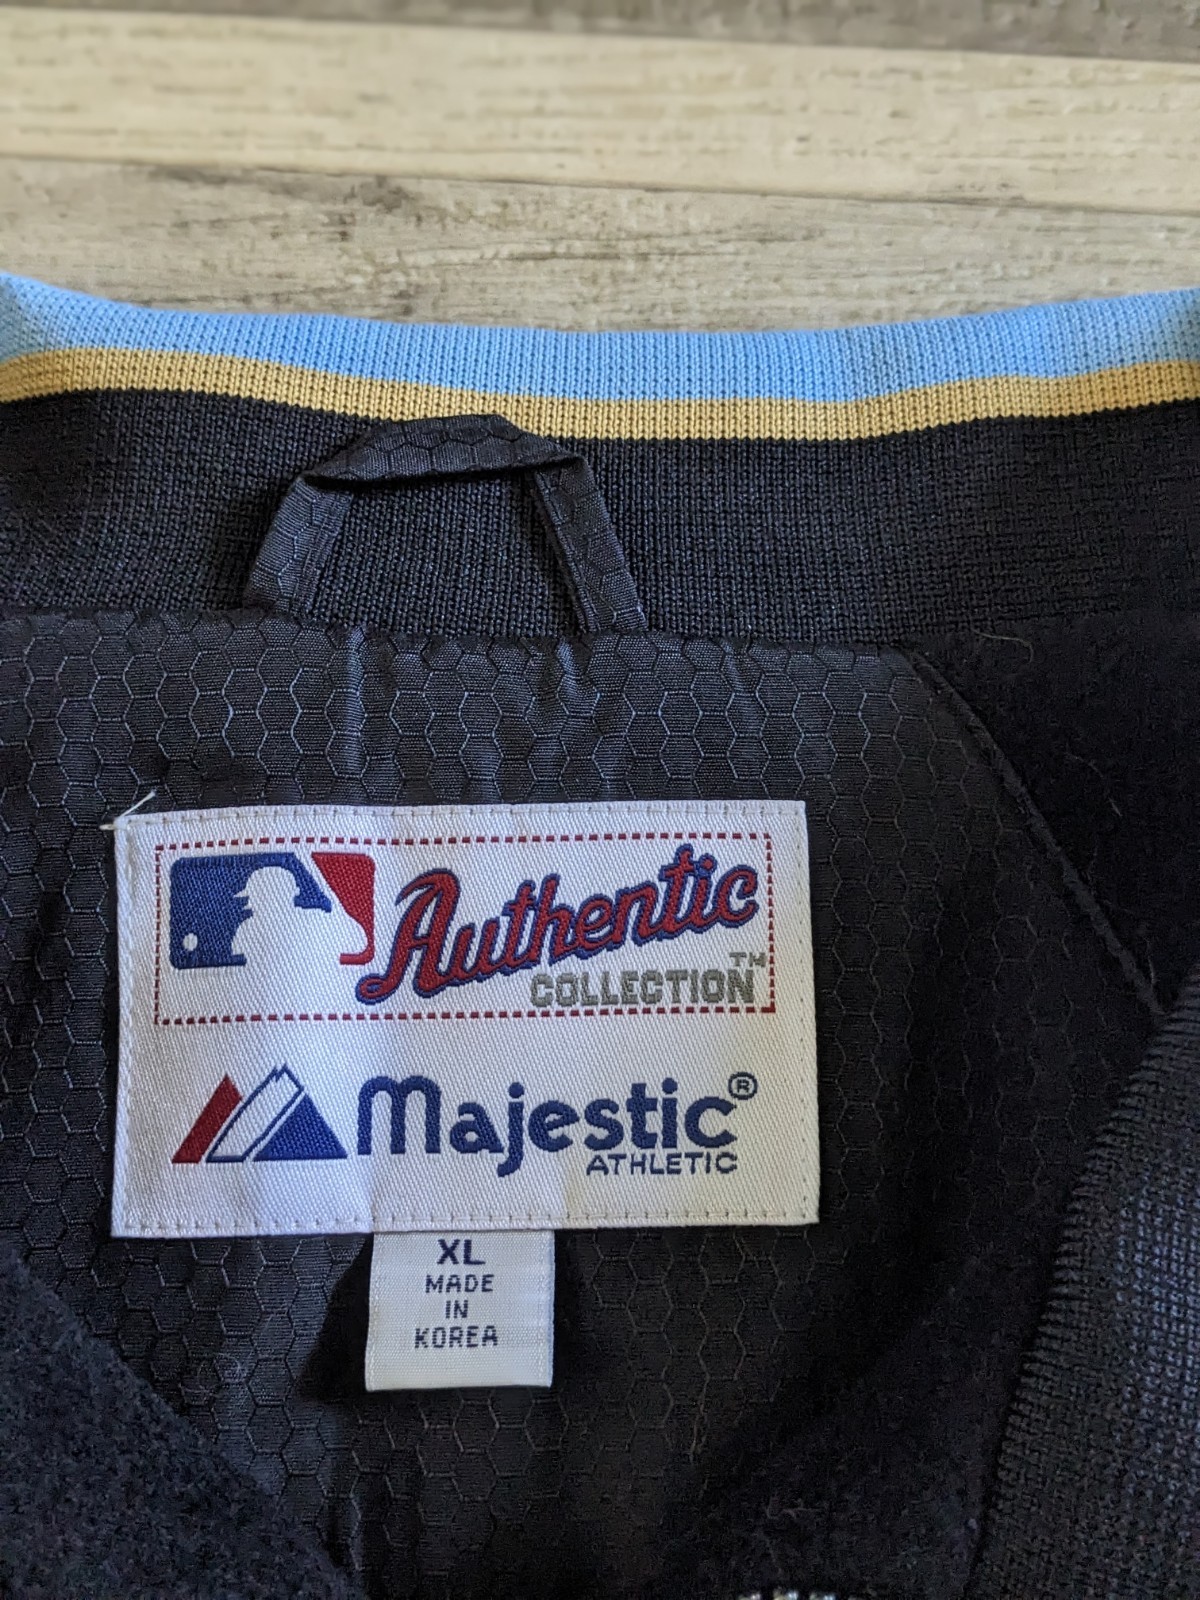 Authentic
COLLECTION™
Majestic®
ATHLETIC
XL
MADE
IN
KOREA